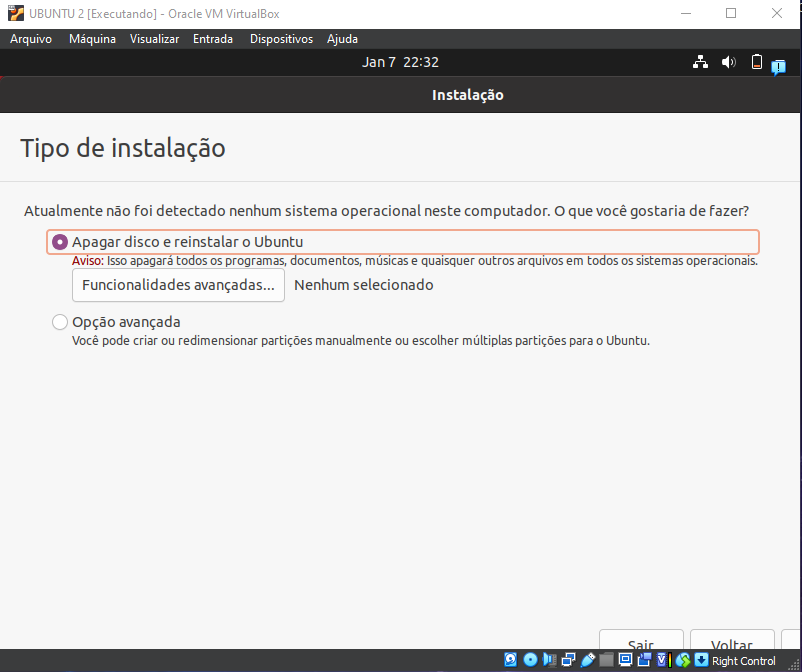 UBUNTU 2 [Executando] - Oracle VM VirtualBox
Arquivo Máquina Visualizar Entrada Dispositivos Ajuda
Jan 7 22:32
Instalação
Tipo de instalação
Atualmente não foi detectado nenhum sistema operacional neste computador. O que você gostaria de fazer?
Apagar disco e reinstalar o Ubuntu
Aviso: Isso apagará todos os programas, documentos, músicas e quaisquer outros arquivos em todos os sistemas operacionais.
Funcionalidades avançadas... Nenhum selecionado
Opção avançada
Você pode criar ou redimensionar partições manualmente ou escolher múltiplas partições para o Ubuntu.
Sair Voltar
Right Control